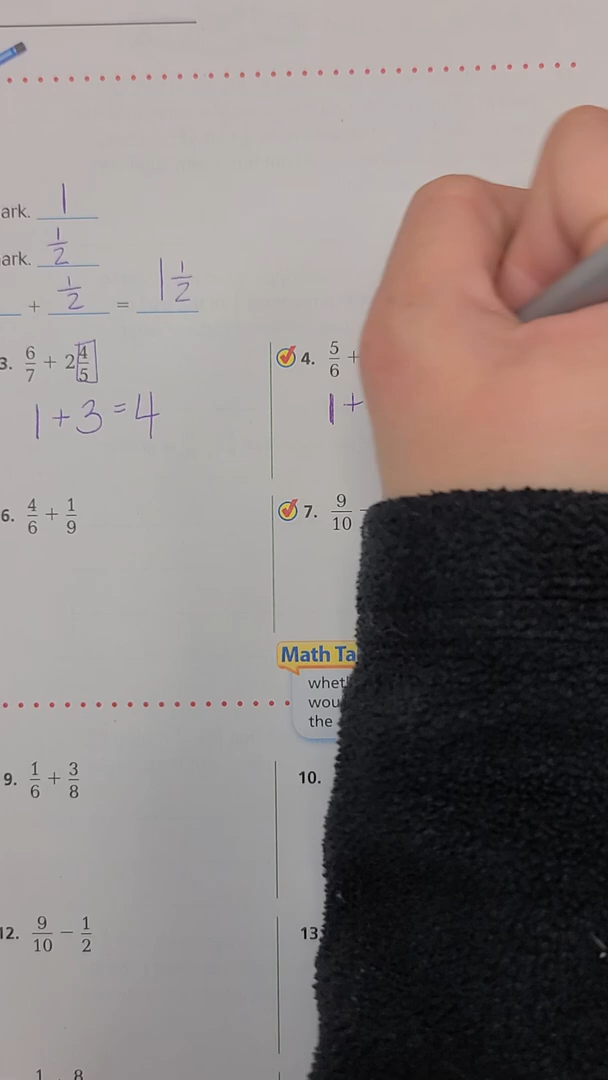 ark. 1
ark. 1/2
+ 1/2 = 1 1/2
3. 6/7 + 2 4/5
1 + 3 = 4
4. 5/6 +
1 +
6. 4/6 + 1/9
7. 9/10
Math Ta
whet
wou
the
9. 1/6 + 3/8
10.
12. 9/10 − 1/2
13
1 8